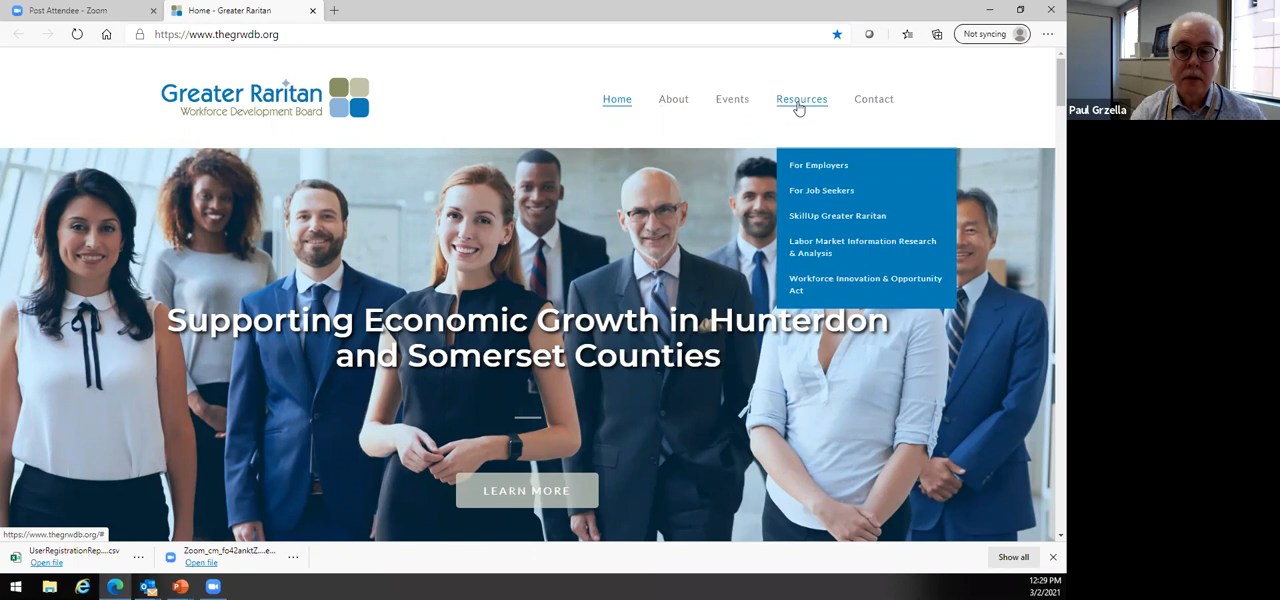 Post Attendee - Zoom
Home - Greater Raritan
https://www.thegrwdb.org
Not syncing
Paul Grzella
Greater Raritan
Workforce Development Board
Home
About
Events
Resources
Contact
For Employers
For Job Seekers
SkillUp Greater Raritan
Labor Market Information Research
& Analysis
Workforce Innovation & Opportunity
Act
Supporting Economic Growth in Hunterdon
and Somerset Counties
LEARN MORE
https://www.thegrwdb.org/#
UserRegistrationRep....csv
Open file
Zoom_cm_fo42anktZ....e...
Open file
Show all
12:29 PM
3/2/2021